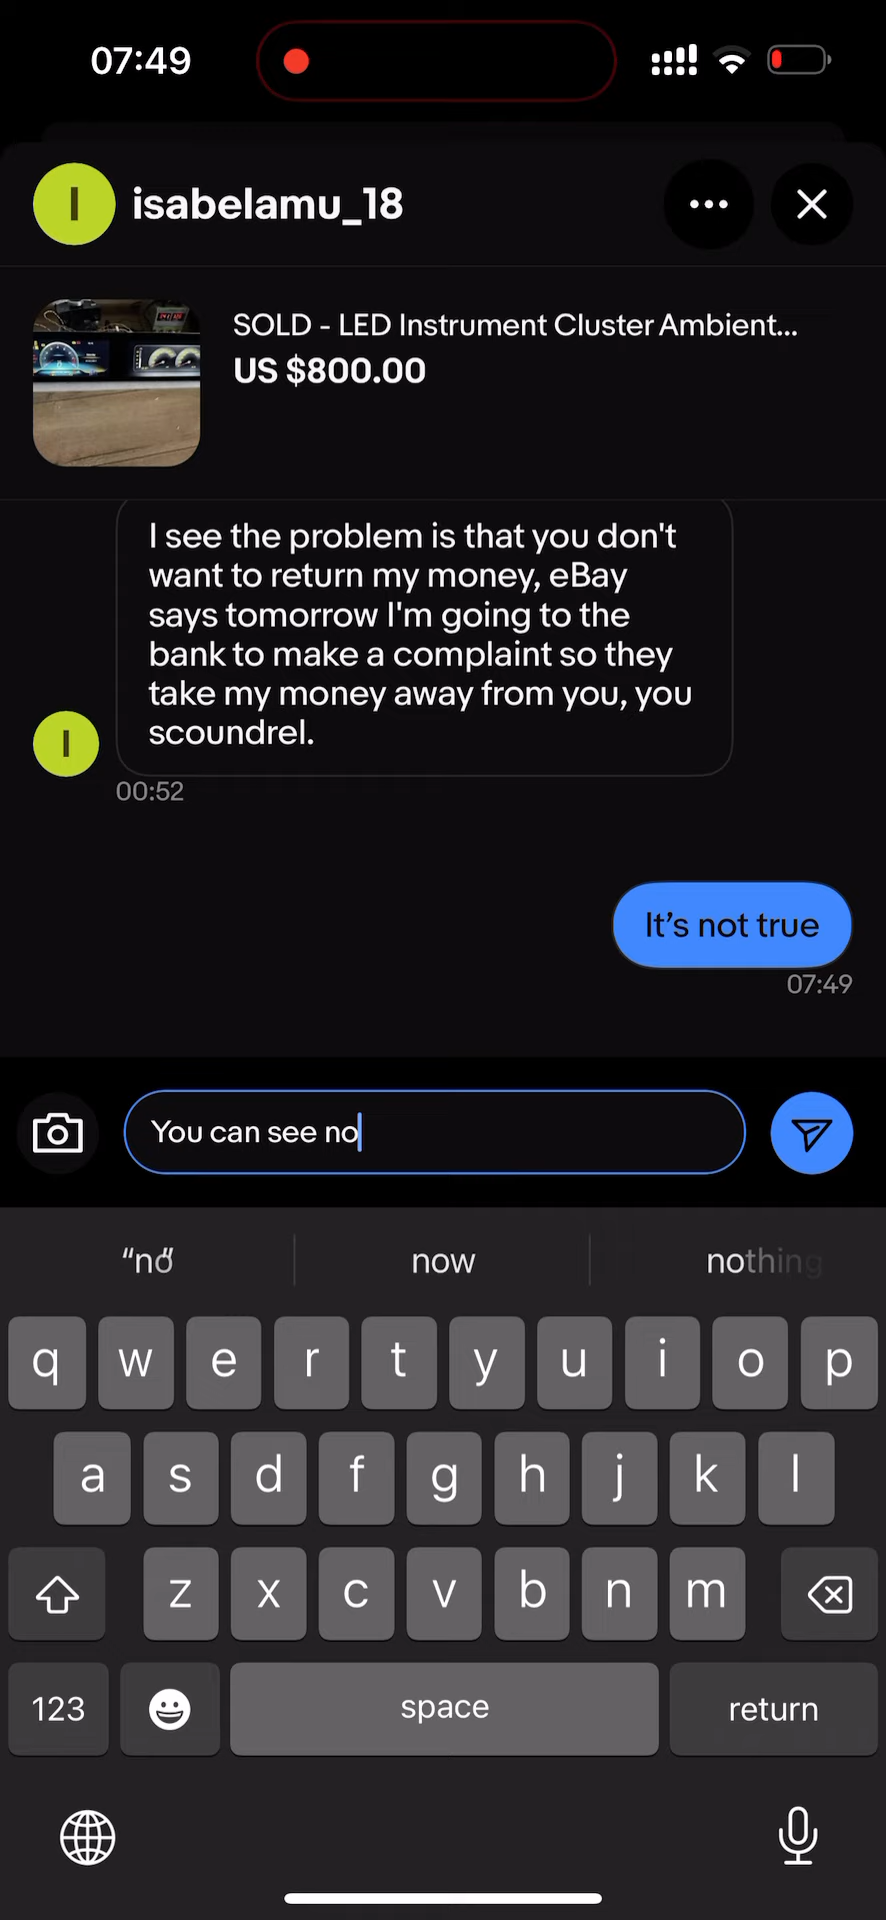 07:49
I isabelamu_18
SOLD - LED Instrument Cluster Ambient...
US $800.00
I see the problem is that you don't
want to return my money, eBay
says tomorrow I'm going to the
bank to make a complaint so they
take my money away from you, you
scoundrel.
I
00:52
It’s not true
07:49
You can see no
“no” now nothing
q w e r t y u i o p
a s d f g h j k l
z x c v b n m
123 space return